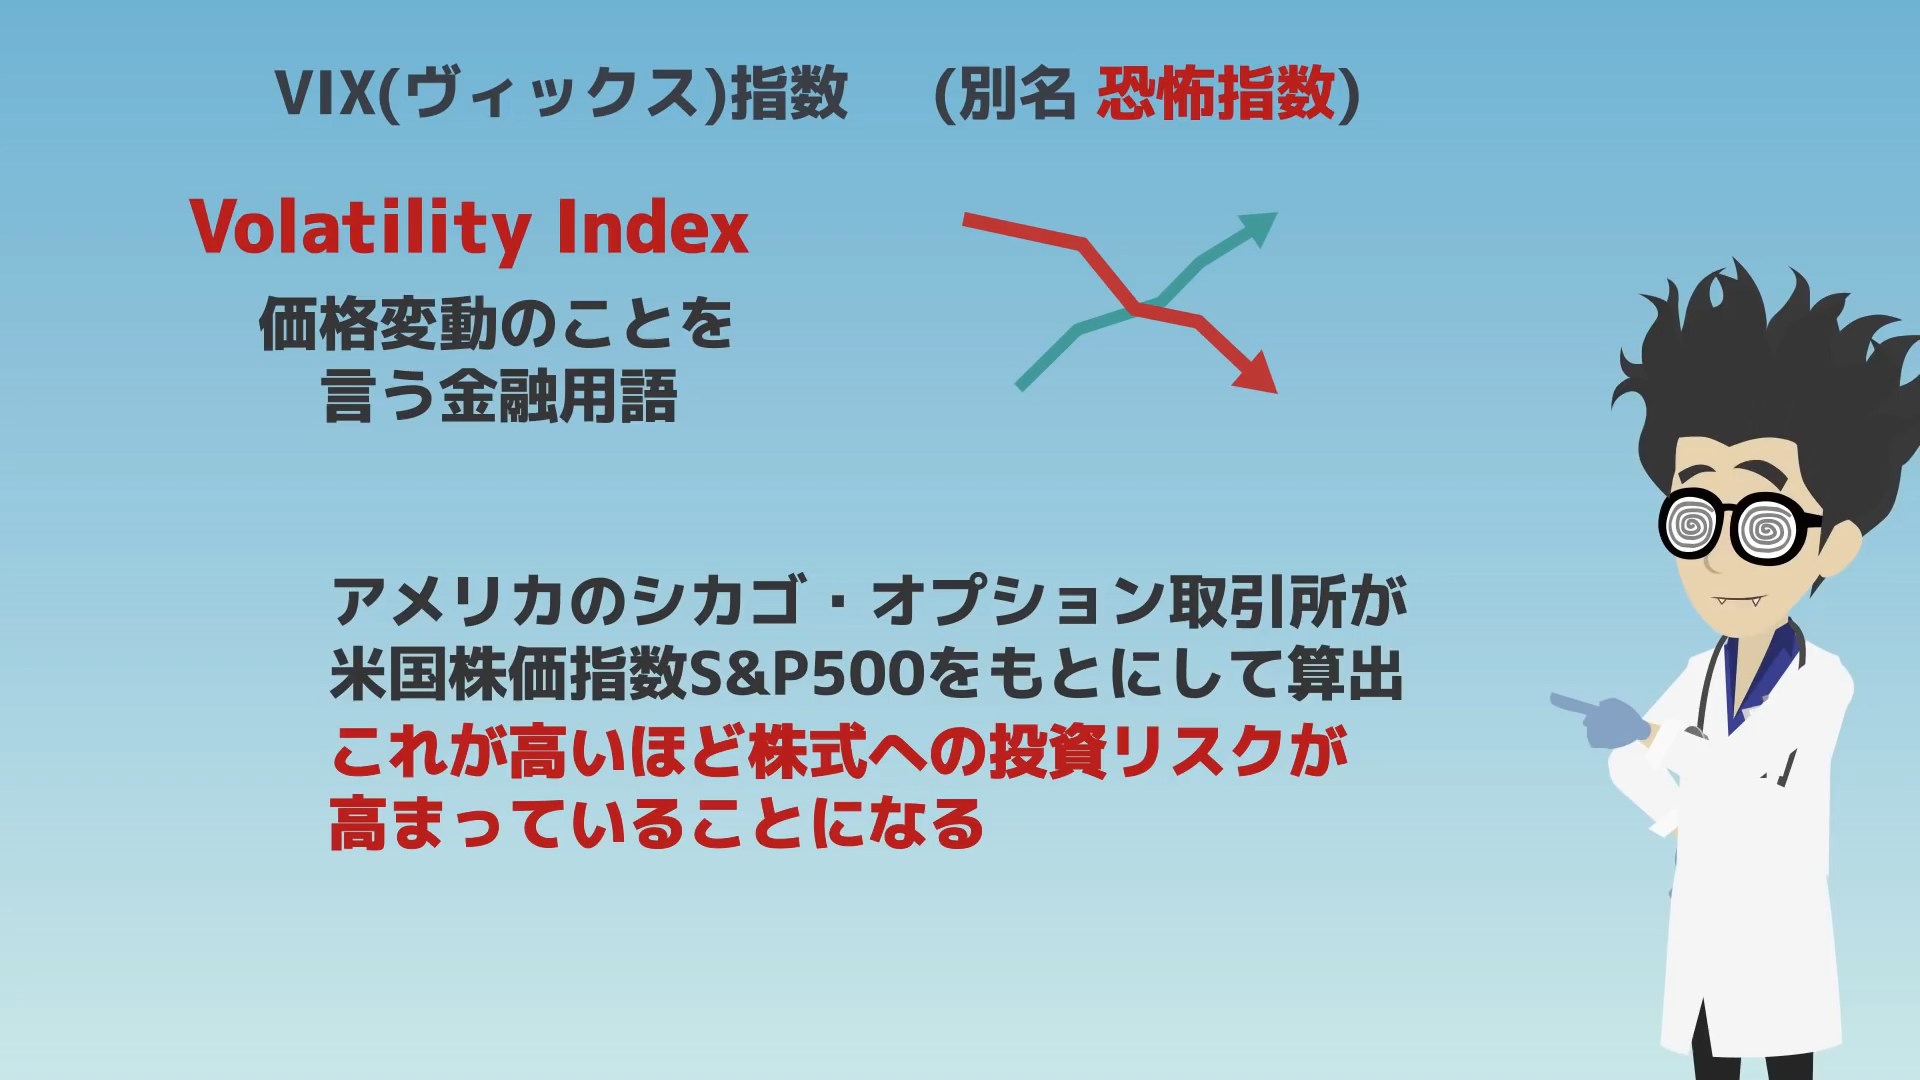 VIX(ヴィックス)指数 (別名 恐怖指数)
Volatility Index
価格変動のことを
言う金融用語
アメリカのシカゴ・オプション取引所が
米国株価指数S&P500をもとにして算出
これが高いほど株式への投資リスクが
高まっていることになる